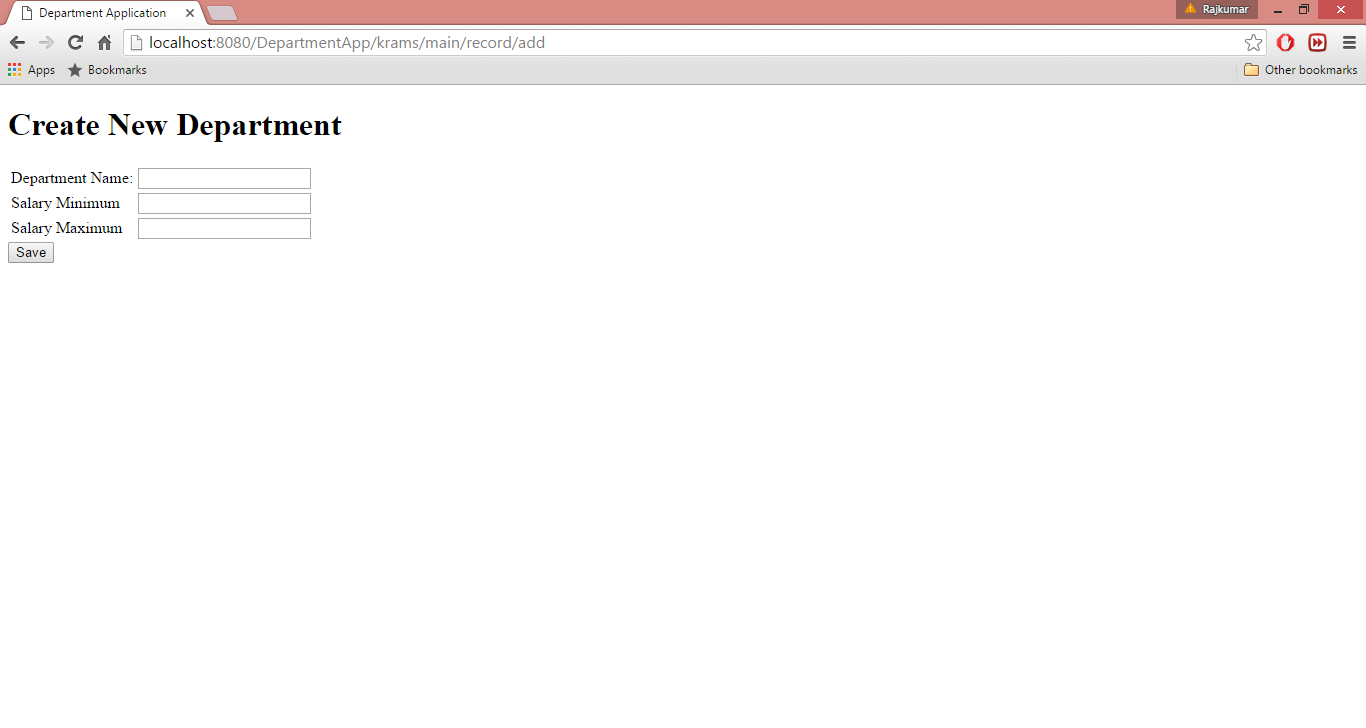 Department Application
Rajkumar
localhost:8080/DepartmentApp/krams/main/record/add
Apps Bookmarks Other bookmarks
Create New Department
Department Name:
Salary Minimum
Salary Maximum
Save